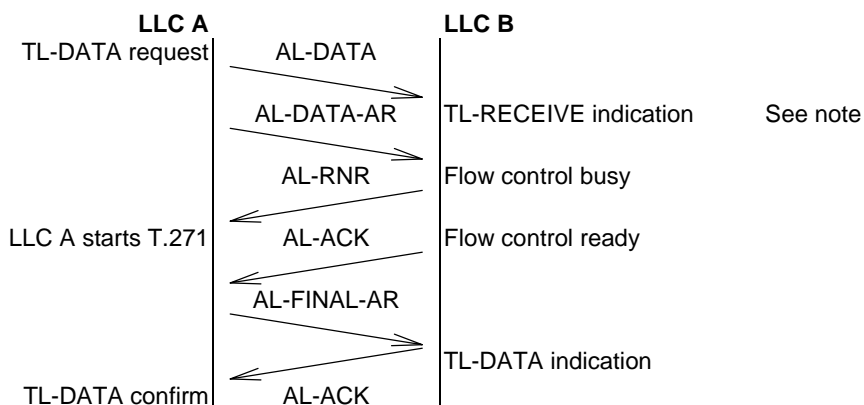 LLC A LLC B
TL-DATA request AL-DATA
AL-DATA-AR TL-RECEIVE indication See note
AL-RNR Flow control busy
LLC A starts T.271 AL-ACK Flow control ready
AL-FINAL-AR
TL-DATA indication
TL-DATA confirm AL-ACK